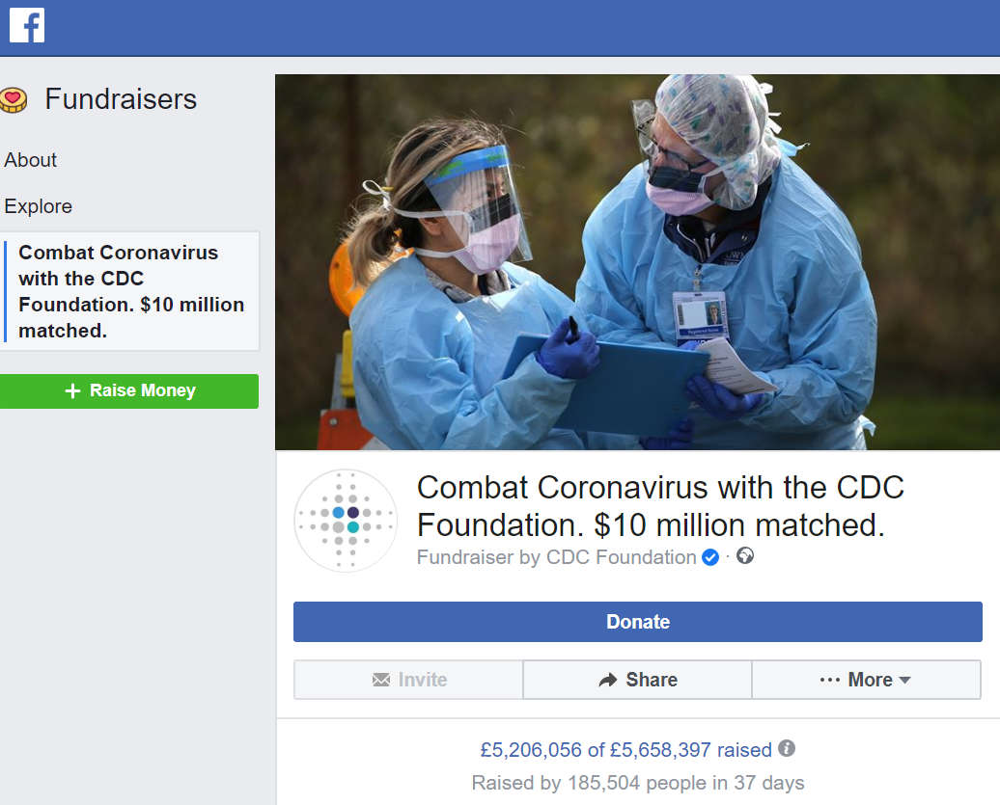 Fundraisers
About
Explore
Combat Coronavirus
with the CDC
Foundation. $10 million
matched.
+ Raise Money
Registered Nurse
Combat Coronavirus with the CDC
Foundation. $10 million matched.
Fundraiser by CDC Foundation ·
Donate
Invite
Share
··· More
£5,206,056 of £5,658,397 raised
Raised by 185,504 people in 37 days